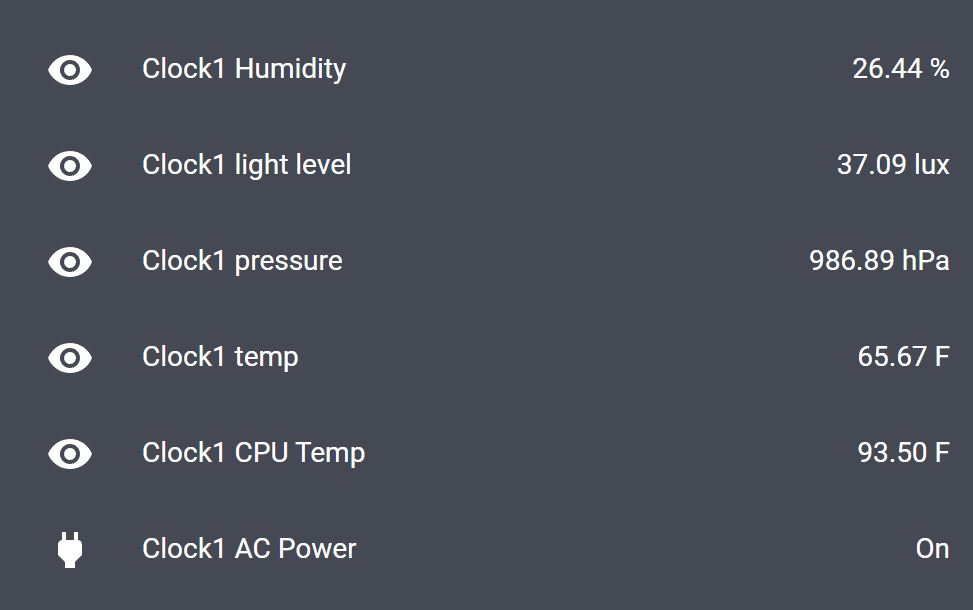 Clock1 Humidity 26.44 %
Clock1 light level 37.09 lux
Clock1 pressure 986.89 hPa
Clock1 temp 65.67 F
Clock1 CPU Temp 93.50 F
Clock1 AC Power On